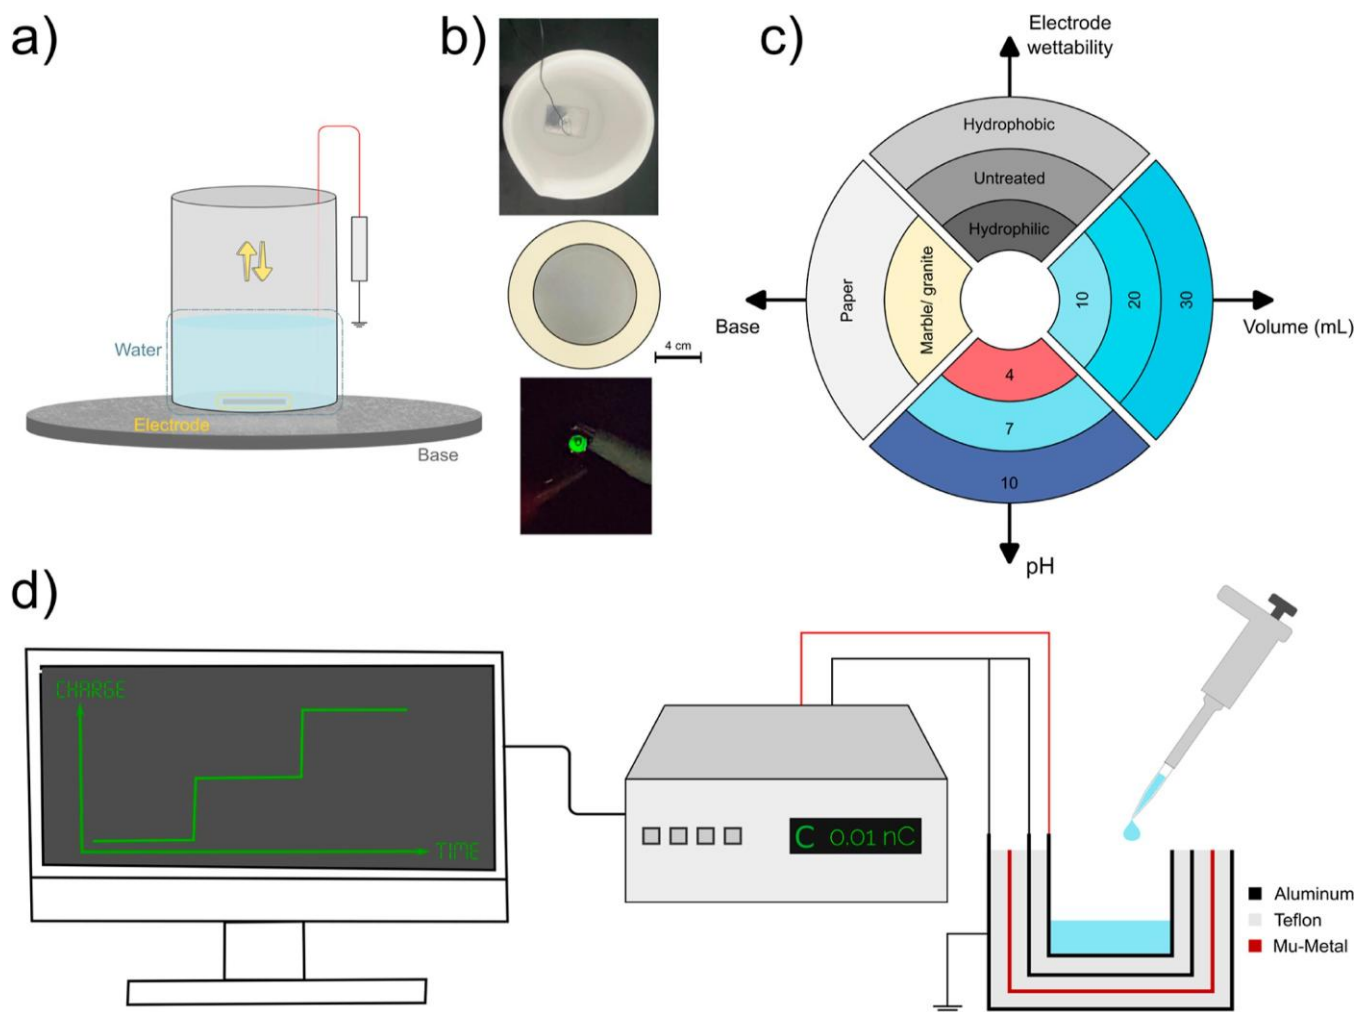 a)
b)
c)
Electrode
wettability
Hydrophobic
Untreated
Hydrophilic
Paper
Marble/ granite
10
20
30
Base
Volume (mL)
4
7
10
pH
Water
Electrode
Base
4 cm
d)
CHARGE
TIME
C 0.01 nC
Aluminum
Teflon
Mu-Metal